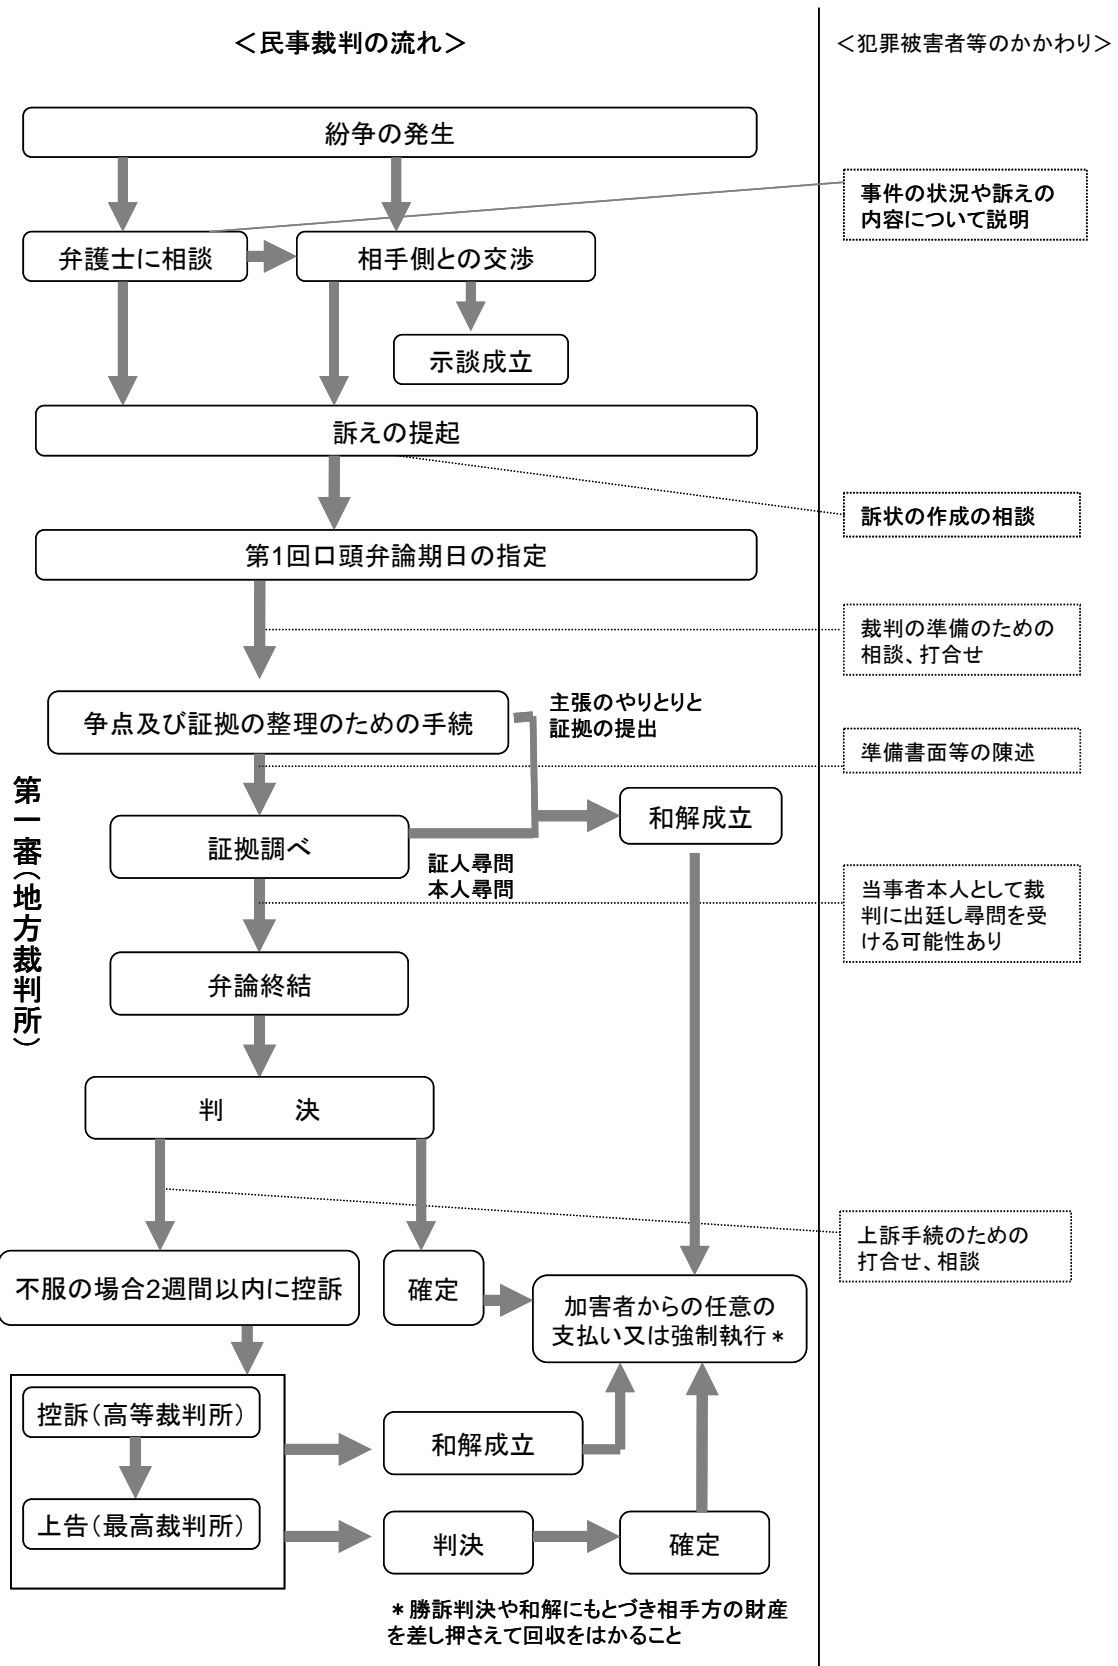 ＜民事裁判の流れ＞
＜犯罪被害者等のかかわり＞
紛争の発生
事件の状況や訴えの
内容について説明
弁護士に相談
相手側との交渉
示談成立
訴えの提起
訴状の作成の相談
第1回口頭弁論期日の指定
裁判の準備のための
相談、打合せ
争点及び証拠の整理のための手続
主張のやりとりと
証拠の提出
準備書面等の陳述
第一審（地方裁判所）
証拠調べ
和解成立
証人尋問
本人尋問
当事者本人として裁
判に出廷し尋問を受
ける可能性あり
弁論終結
判　　決
上訴手続のための
打合せ、相談
不服の場合2週間以内に控訴
確定
加害者からの任意の
支払い又は強制執行＊
控訴（高等裁判所）
和解成立
上告（最高裁判所）
判決
確定
＊勝訴判決や和解にもとづき相手方の財産
を差し押さえて回収をはかること